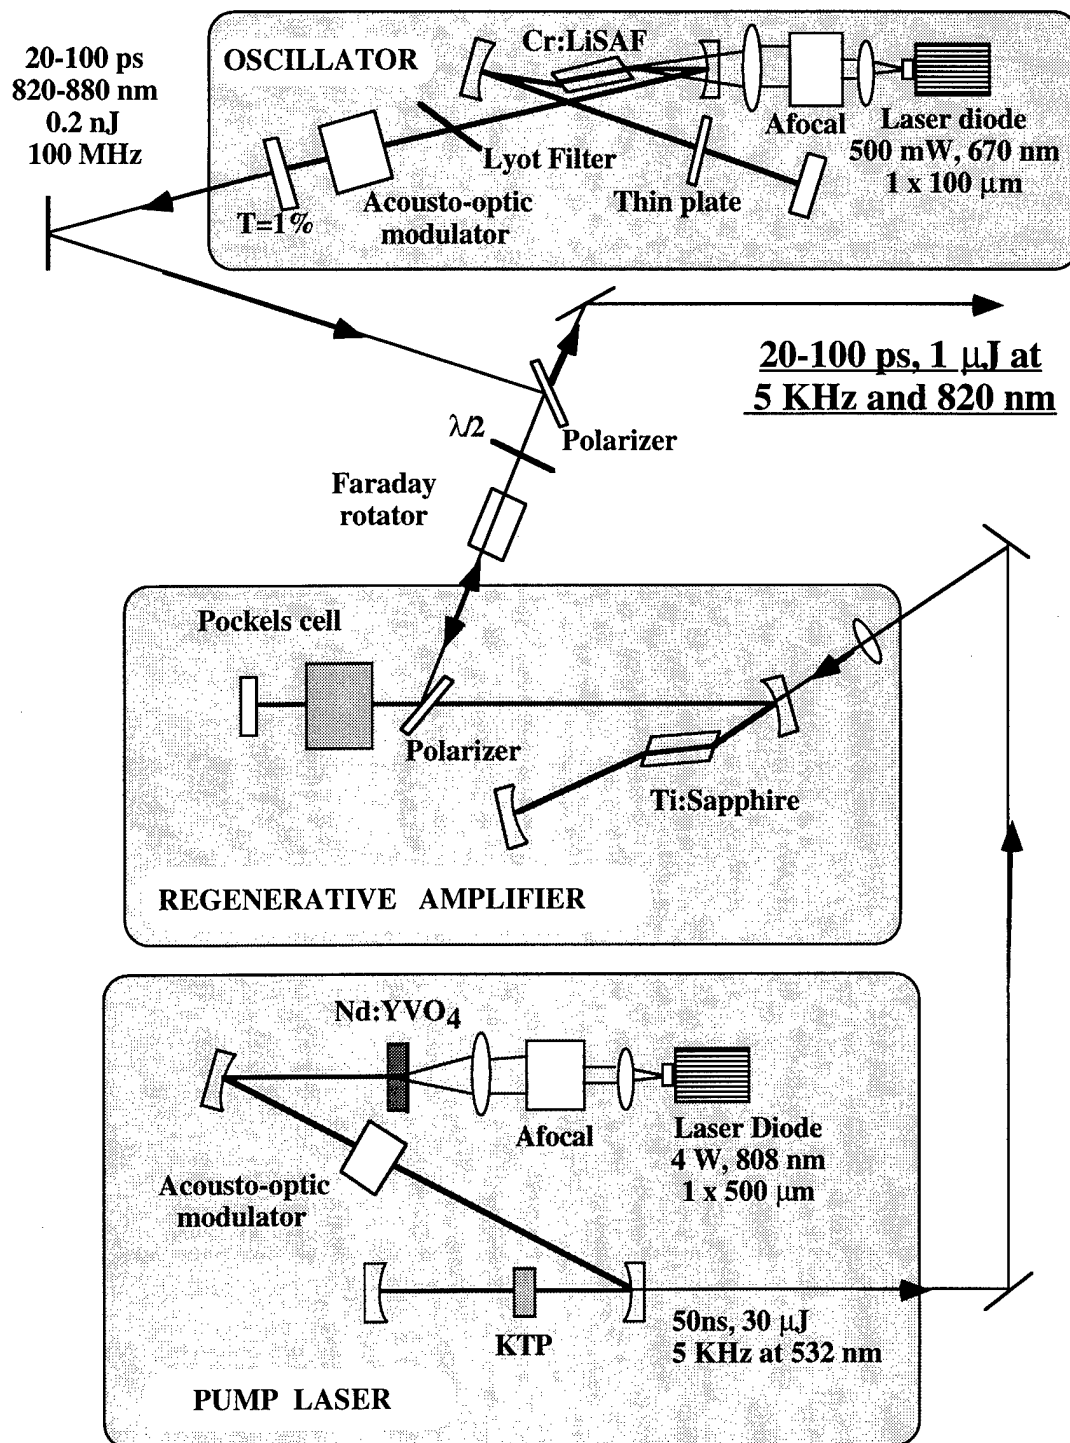 OSCILLATOR
Cr:LiSAF
20-100 ps
820-880 nm
0.2 nJ
100 MHz
Afocal
Laser diode
500 mW, 670 nm
1 x 100 μm
Lyot Filter
Thin plate
T=1%
Acousto-optic
modulator
20-100 ps, 1 μJ at
5 KHz and 820 nm
Polarizer
λ/2
Faraday
rotator
Pockels cell
Polarizer
Ti:Sapphire
REGENERATIVE AMPLIFIER
Nd:YVO4
Afocal
Laser Diode
4 W, 808 nm
1 x 500 μm
Acousto-optic
modulator
KTP
50ns, 30 μJ
5 KHz at 532 nm
PUMP LASER